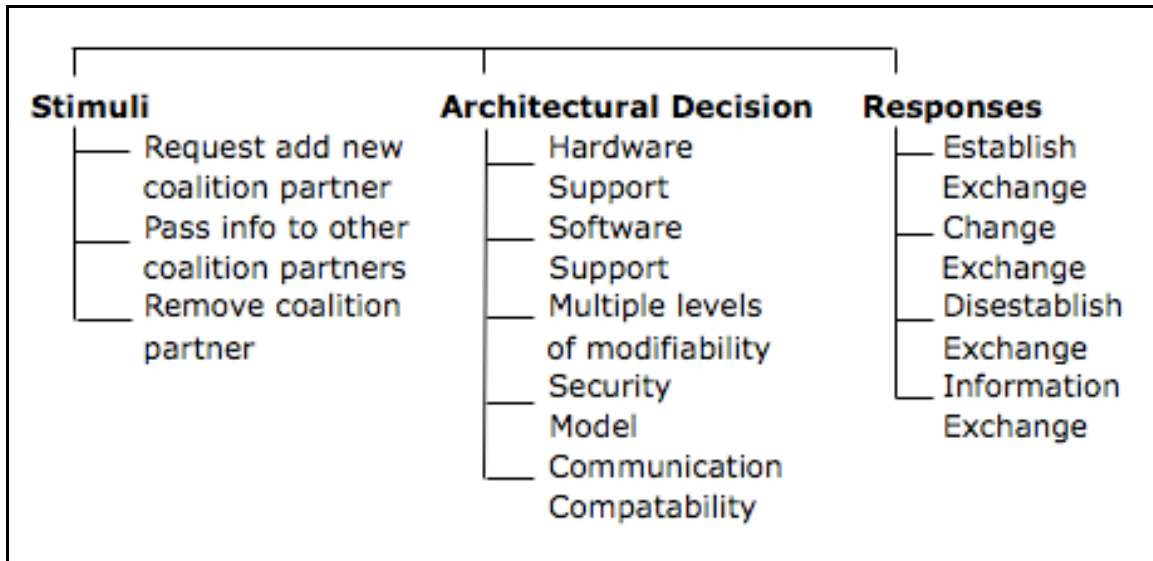 Stimuli
Request add new
coalition partner
Pass info to other
coalition partners
Remove coalition
partner
Architectural Decision
Hardware
Support
Software
Support
Multiple levels
of modifiability
Security
Model
Communication
Compatability
Responses
Establish
Exchange
Change
Exchange
Disestablish
Exchange
Information
Exchange